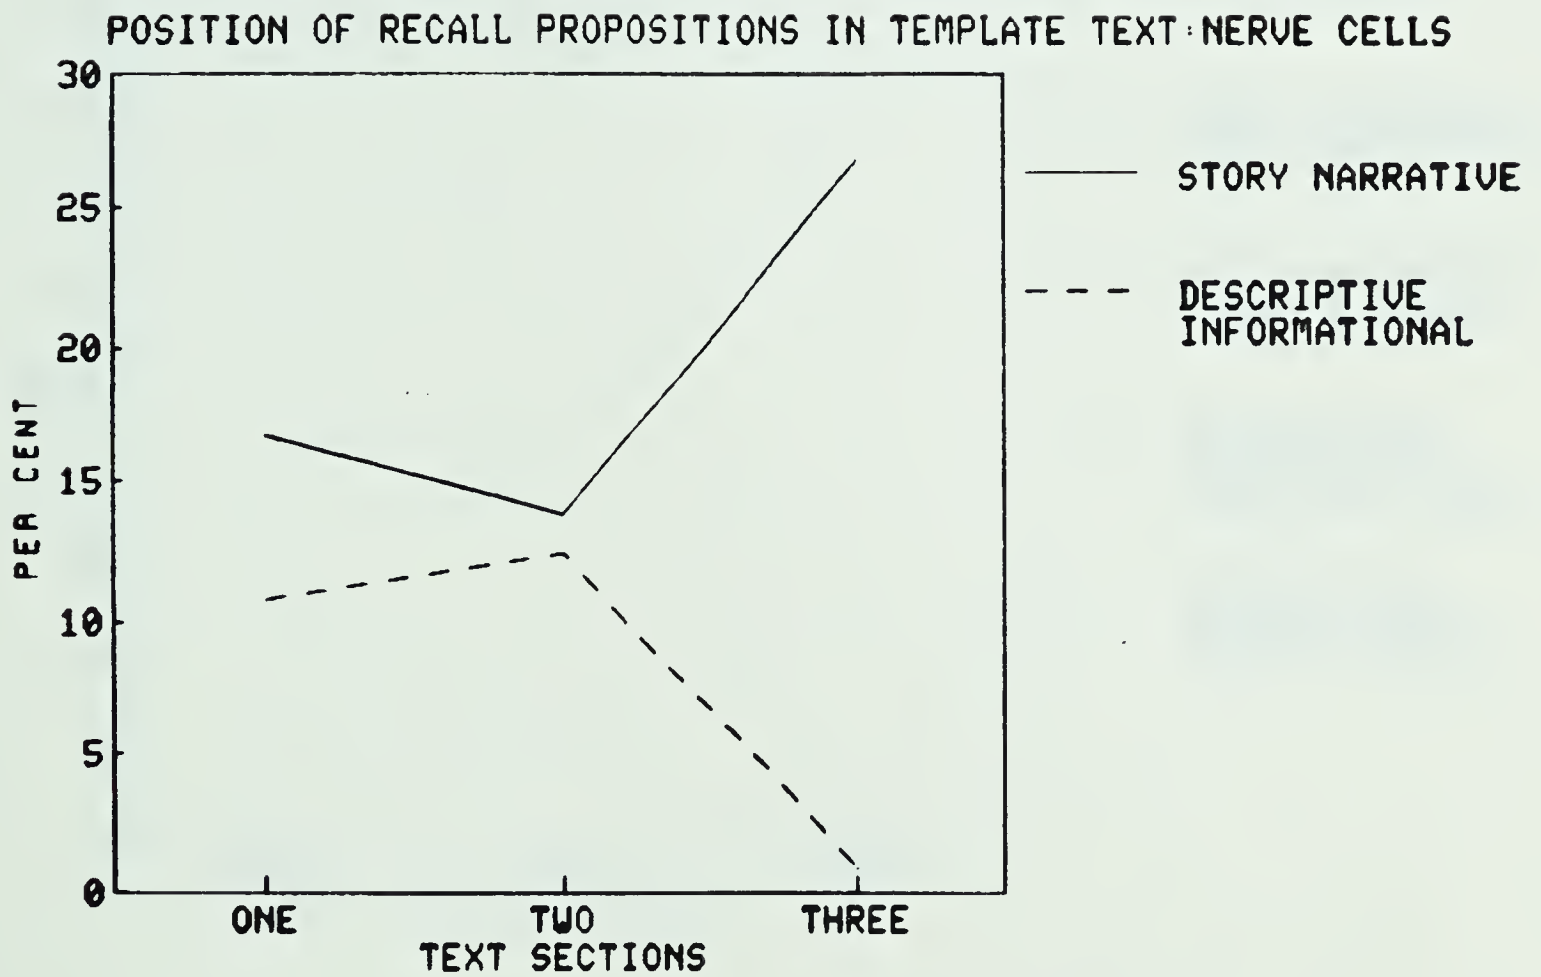 POSITION OF RECALL PROPOSITIONS IN TEMPLATE TEXT:NERVE CELLS
30
25
20
15
10
5
0
PER CENT
ONE
TWO
THREE
TEXT SECTIONS
STORY NARRATIVE
DESCRIPTIVE
INFORMATIONAL